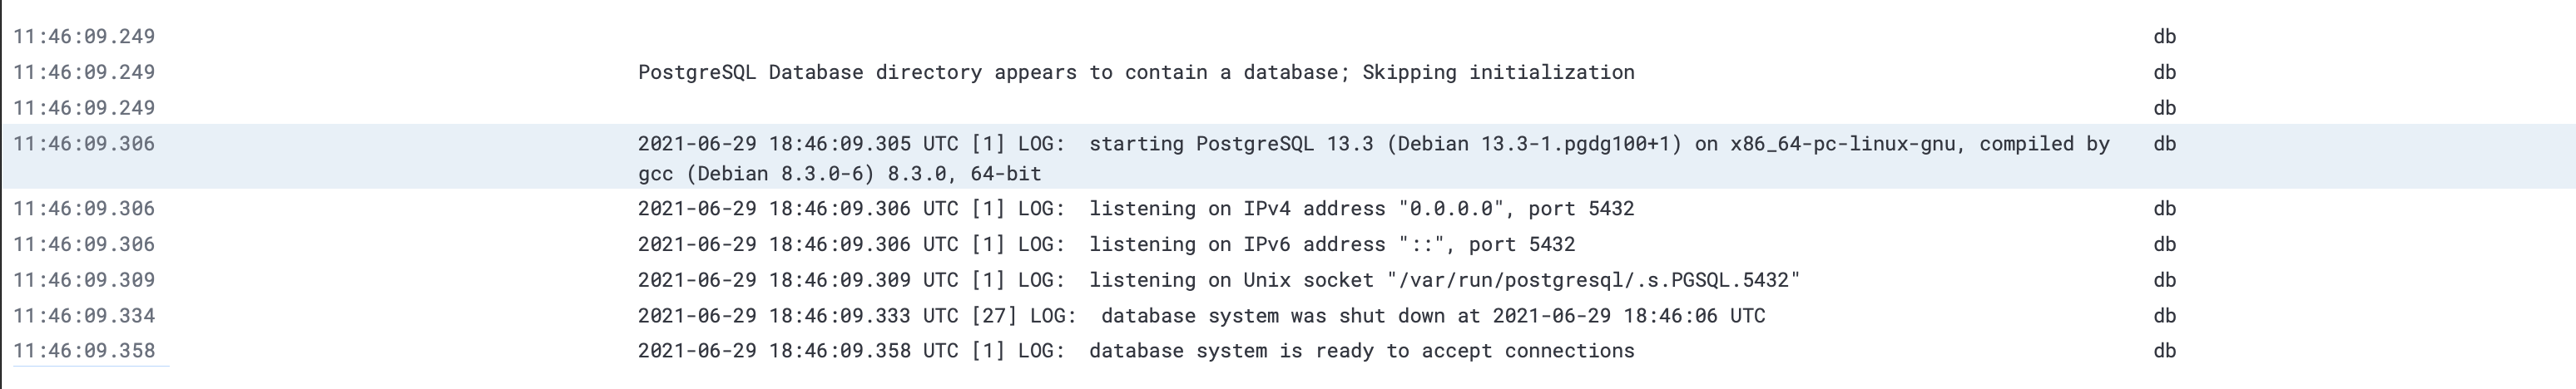 11:46:09.249 db
11:46:09.249 PostgreSQL Database directory appears to contain a database; Skipping initialization db
11:46:09.249 db
11:46:09.306 2021-06-29 18:46:09.305 UTC [1] LOG:  starting PostgreSQL 13.3 (Debian 13.3-1.pgdg100+1) on x86_64-pc-linux-gnu, compiled by db
gcc (Debian 8.3.0-6) 8.3.0, 64-bit
11:46:09.306 2021-06-29 18:46:09.306 UTC [1] LOG:  listening on IPv4 address "0.0.0.0", port 5432 db
11:46:09.306 2021-06-29 18:46:09.306 UTC [1] LOG:  listening on IPv6 address "::", port 5432 db
11:46:09.309 2021-06-29 18:46:09.309 UTC [1] LOG:  listening on Unix socket "/var/run/postgresql/.s.PGSQL.5432" db
11:46:09.334 2021-06-29 18:46:09.333 UTC [27] LOG:  database system was shut down at 2021-06-29 18:46:06 UTC db
11:46:09.358 2021-06-29 18:46:09.358 UTC [1] LOG:  database system is ready to accept connections db